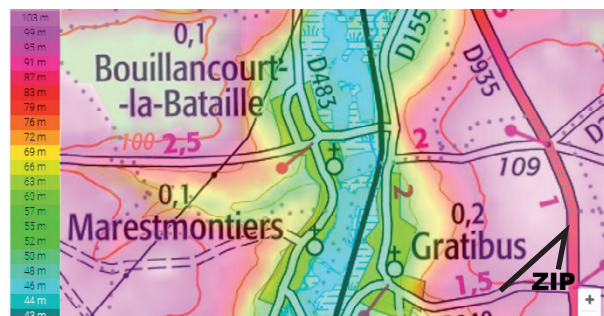 103 m
99 m
95 m
91 m
87 m
83 m
79 m
76 m
72 m
69 m
66 m
63 m
60 m
57 m
55 m
52 m
50 m
48 m
46 m
44 m
43 m
0,1
Bouillancourt-
-la-Bataille
D483
D155
D935
100 2,5
2
109
0,1
Marestmontiers
2
0,2
Gratibus
1
1,5
ZIP
+